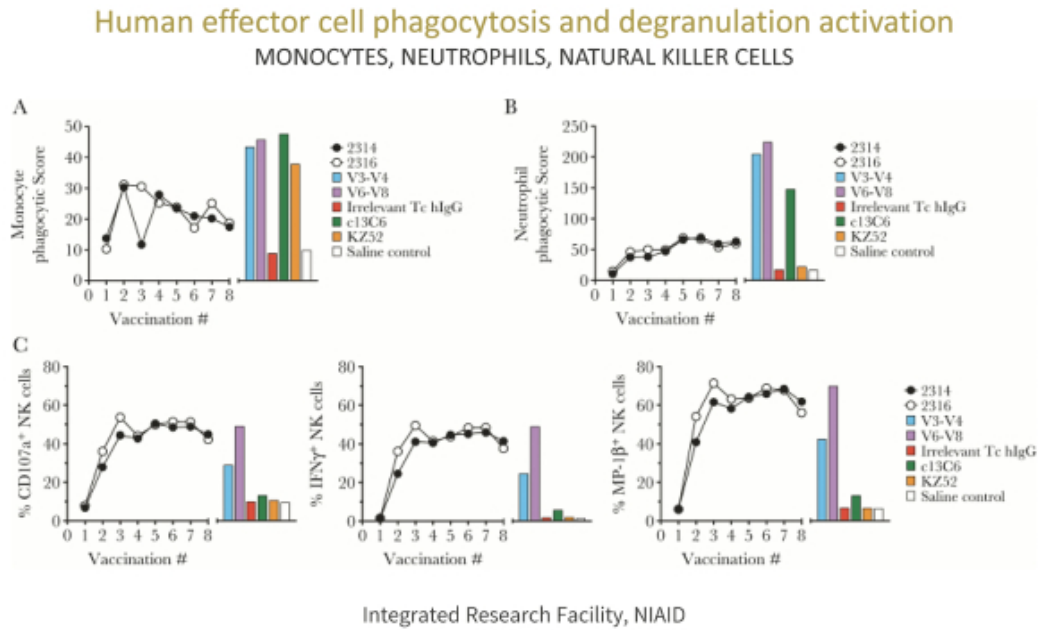 Human effector cell phagocytosis and degranulation activation
MONOCYTES, NEUTROPHILS, NATURAL KILLER CELLS
A
Monocyte
phagocytic Score
50
40
30
20
10
0
0 1 2 3 4 5 6 7 8
Vaccination #
2314
2316
V3-V4
V6-V8
Irrelevant Tc hIgG
c13C6
KZ52
Saline control
B
Neutrophil
phagocytic Score
250
200
150
100
50
0
0 1 2 3 4 5 6 7 8
Vaccination #
2314
2316
V3-V4
V6-V8
Irrelevant Tc hIgG
c13C6
KZ52
Saline control
C
% CD107a⁺ NK cells
80
60
40
20
0
0 1 2 3 4 5 6 7 8
Vaccination #
% IFNγ⁺ NK cells
80
60
40
20
0
0 1 2 3 4 5 6 7 8
Vaccination #
% MP-1β⁺ NK cells
80
60
40
20
0
0 1 2 3 4 5 6 7 8
Vaccination #
2314
2316
V3-V4
V6-V8
Irrelevant Tc hIgG
c13C6
KZ52
Saline control
Integrated Research Facility, NIAID